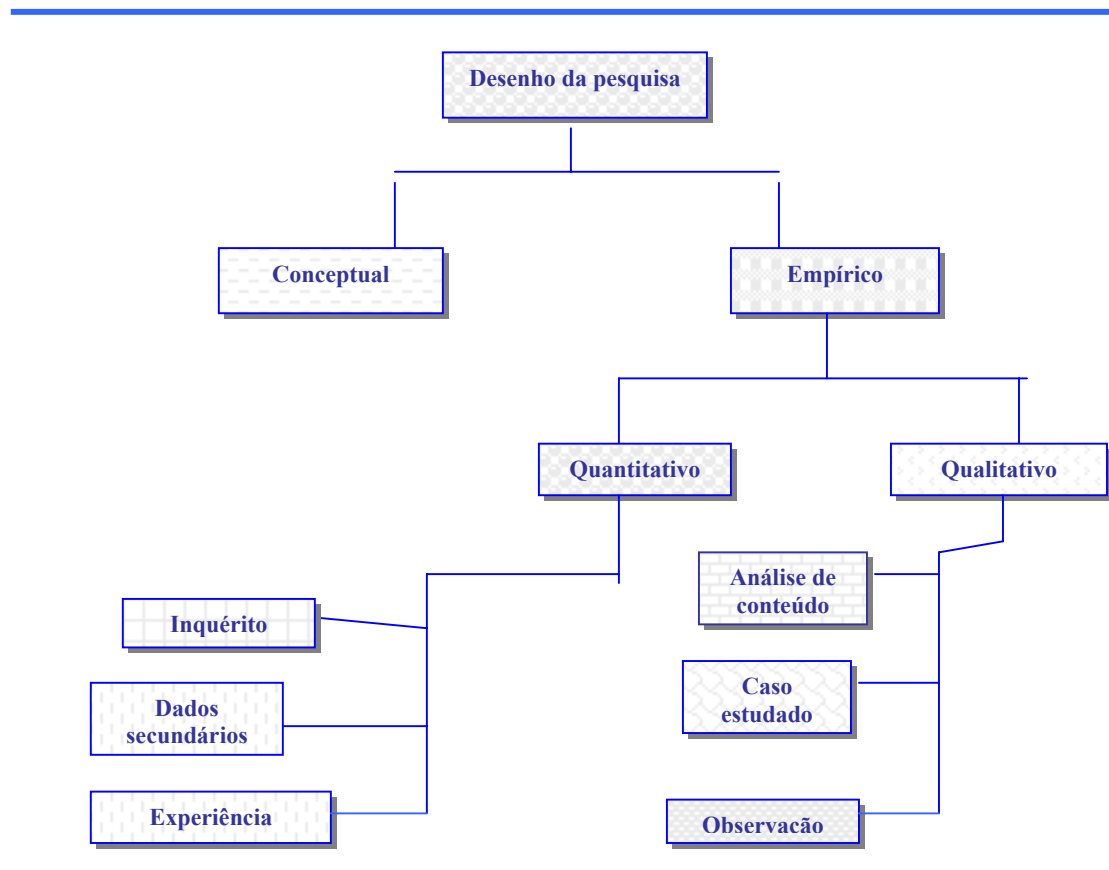 Desenho da pesquisa
Conceptual
Empírico
Quantitativo
Qualitativo
Análise de
conteúdo
Inquérito
Caso
estudado
Dados
secundários
Experiência
Observacão